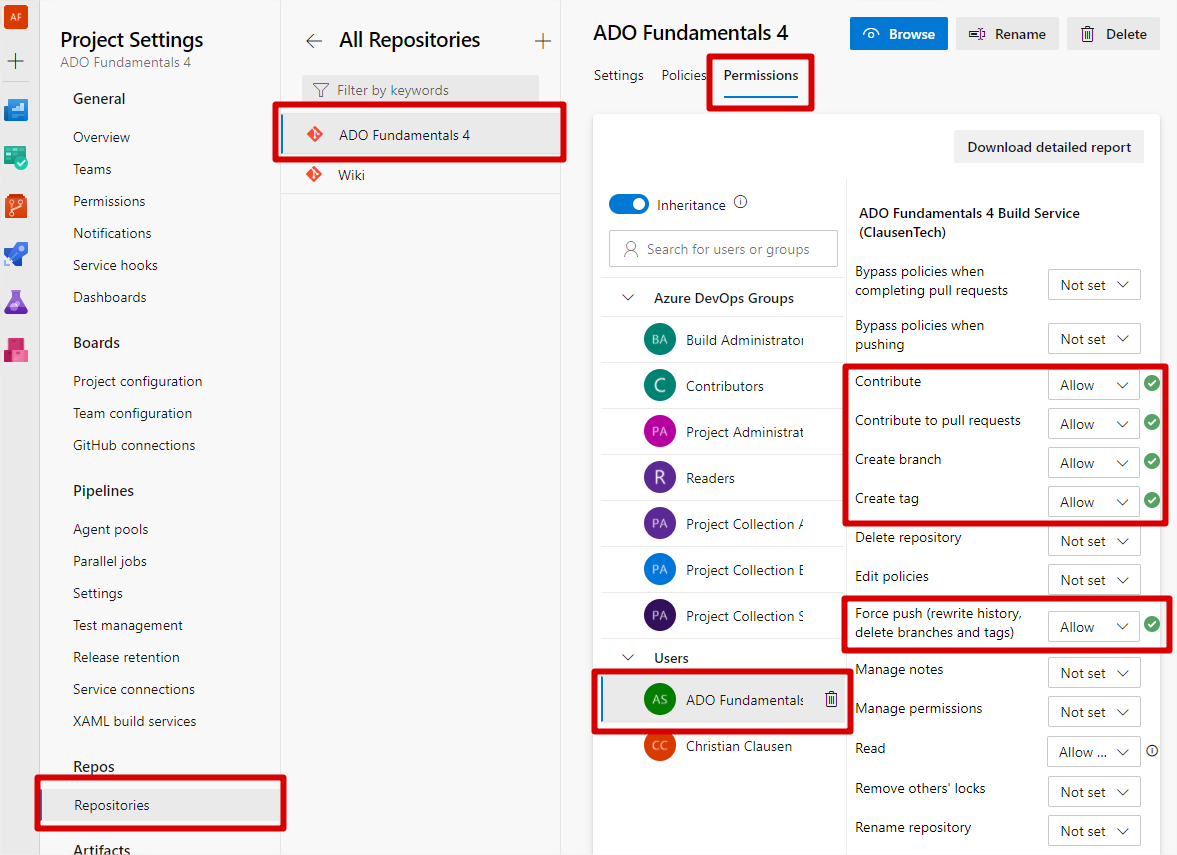 AF
Project Settings
ADO Fundamentals 4
General
Overview
Teams
Permissions
Notifications
Service hooks
Dashboards
Boards
Project configuration
Team configuration
GitHub connections
Pipelines
Agent pools
Parallel jobs
Settings
Test management
Release retention
Service connections
XAML build services
Repos
Repositories
Artifacts
All Repositories
Filter by keywords
ADO Fundamentals 4
Wiki
ADO Fundamentals 4
Browse
Rename
Delete
Settings
Policies
Permissions
Download detailed report
Inheritance
Search for users or groups
Azure DevOps Groups
BA Build Administrator
C Contributors
PA Project Administrat
R Readers
PA Project Collection A
PA Project Collection B
PA Project Collection S
Users
AS ADO Fundamentals
CC Christian Clausen
ADO Fundamentals 4 Build Service
(ClausenTech)
Bypass policies when
completing pull requests
Not set
Bypass policies when
pushing
Not set
Contribute
Allow
Contribute to pull requests
Allow
Create branch
Allow
Create tag
Allow
Delete repository
Not set
Edit policies
Not set
Force push (rewrite history,
delete branches and tags)
Allow
Manage notes
Not set
Manage permissions
Not set
Read
Allow ...
Remove others' locks
Not set
Rename repository
Not set